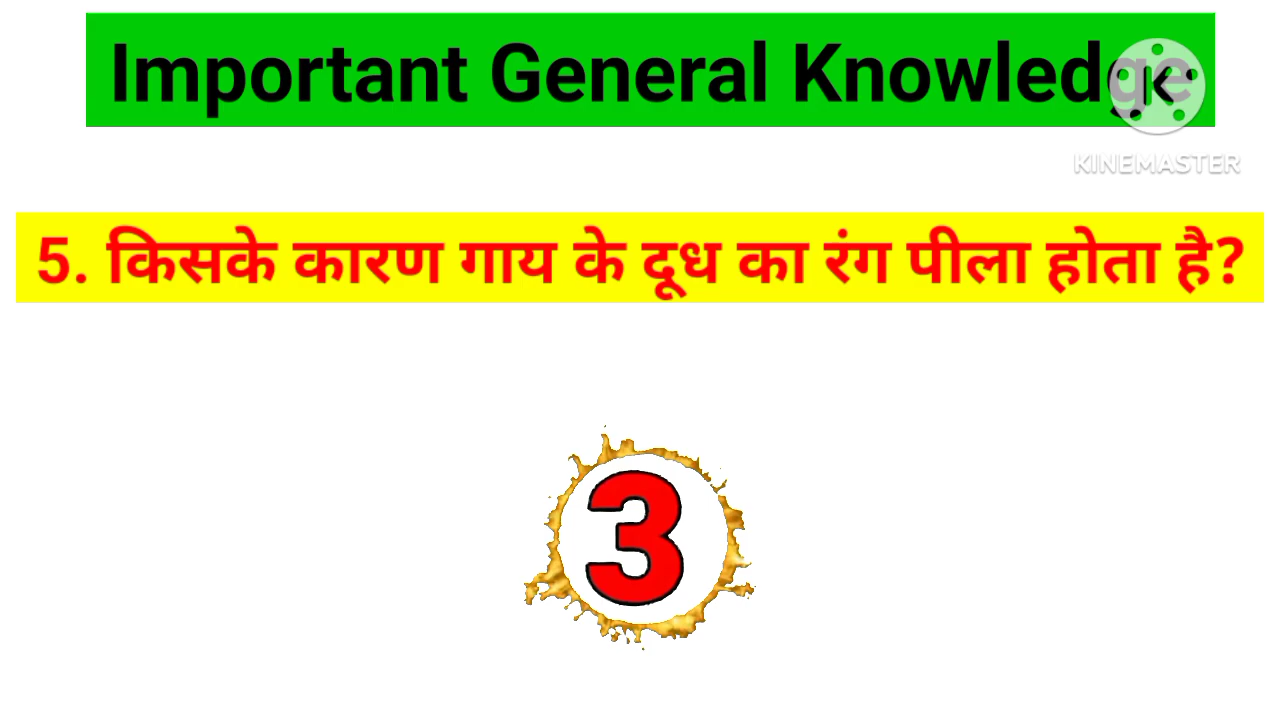 Important General Knowledge
K
KINEMASTER
5. किसके कारण गाय के दूध का रंग पीला होता है?
3